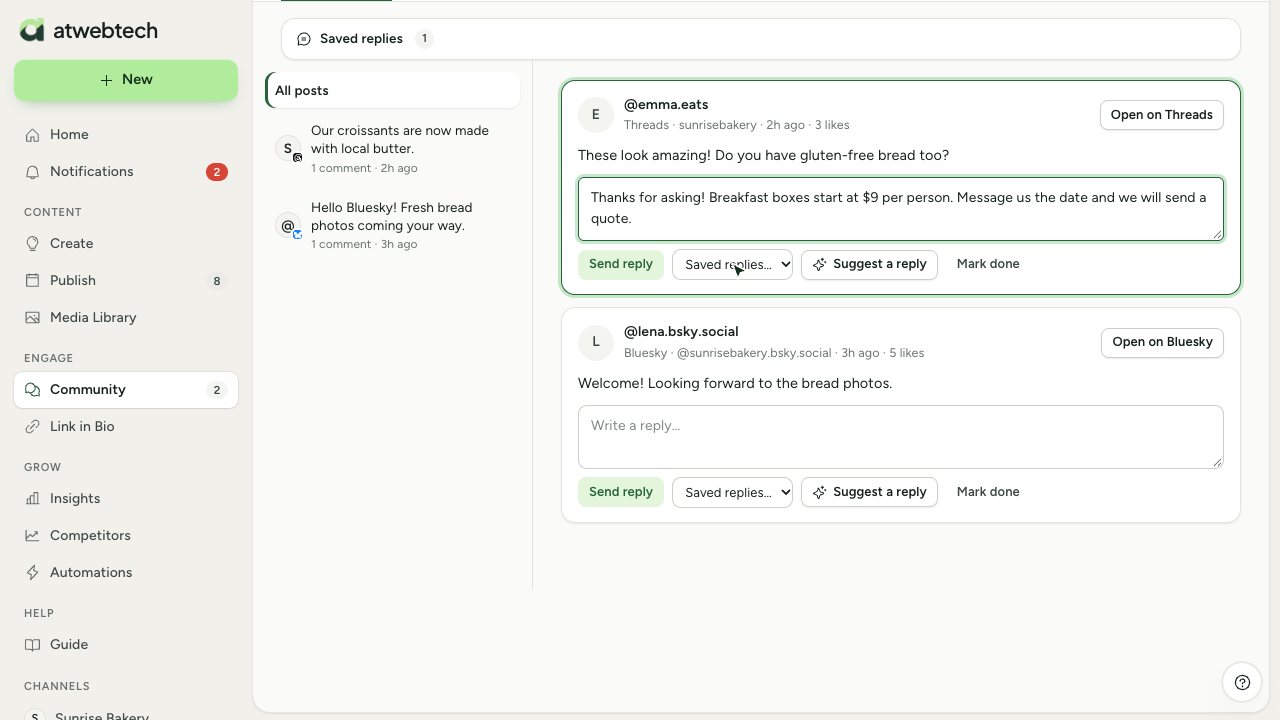 atwebtech
New
Home
Notifications 2
CONTENT
Create
Publish 8
Media Library
ENGAGE
Community 2
Link in Bio
GROW
Insights
Competitors
Automations
HELP
Guide
CHANNELS
S Sunrise Bakery
Saved replies 1
All posts
S
Our croissants are now made
with local butter.
1 comment · 2h ago
@
Hello Bluesky! Fresh bread
photos coming your way.
1 comment · 3h ago
E
@emma.eats
Threads · sunrisebakery · 2h ago · 3 likes
Open on Threads
These look amazing! Do you have gluten-free bread too?
Thanks for asking! Breakfast boxes start at $9 per person. Message us the date and we will send a
quote.
Send reply Saved replies... Suggest a reply Mark done
L
@lena.bsky.social
Bluesky · @sunrisebakery.bsky.social · 3h ago · 5 likes
Open on Bluesky
Welcome! Looking forward to the bread photos.
Write a reply...
Send reply Saved replies... Suggest a reply Mark done